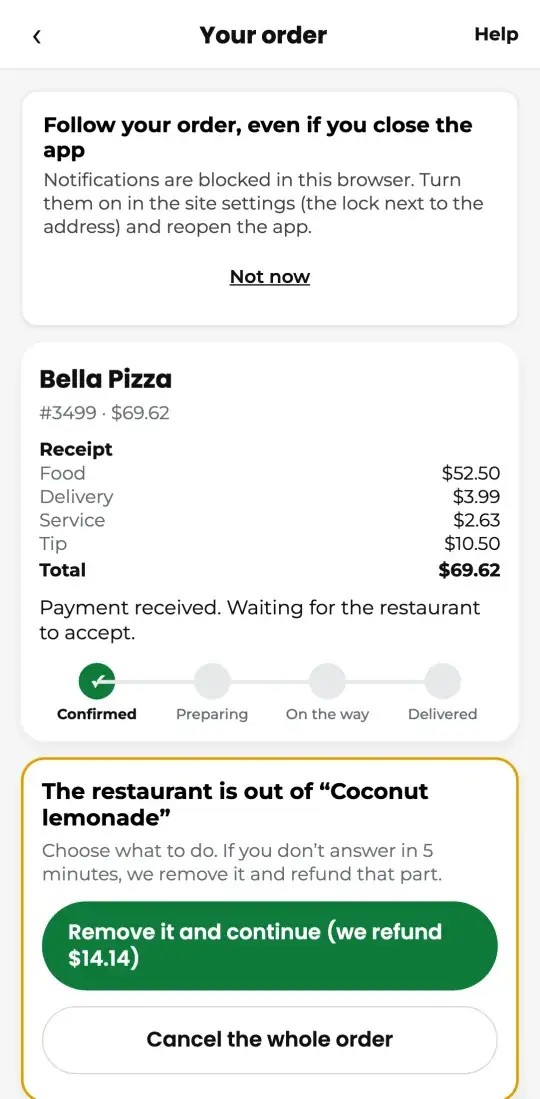 ‹ Your order Help
Follow your order, even if you close the
app
Notifications are blocked in this browser. Turn
them on in the site settings (the lock next to the
address) and reopen the app.
Not now
Bella Pizza
#3499 · $69.62
Receipt
Food $52.50
Delivery $3.99
Service $2.63
Tip $10.50
Total $69.62
Payment received. Waiting for the restaurant
to accept.
Confirmed Preparing On the way Delivered
The restaurant is out of “Coconut
lemonade”
Choose what to do. If you don’t answer in 5
minutes, we remove it and refund that part.
Remove it and continue (we refund
$14.14)
Cancel the whole order